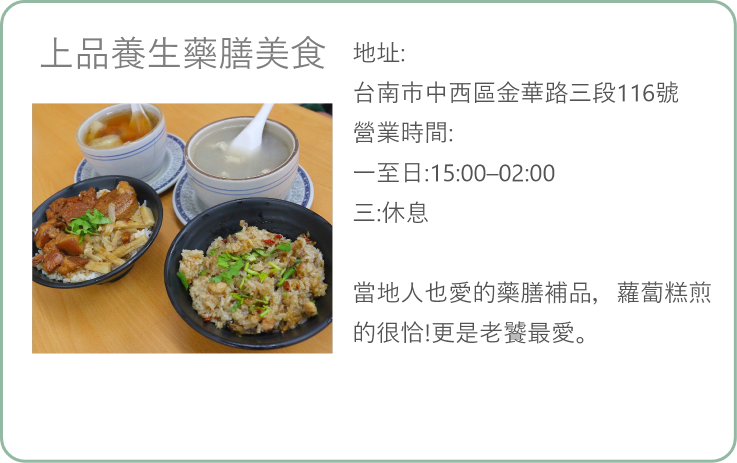 上品養生藥膳美食
地址:
台南市中西區金華路三段116號
營業時間:
一至日:15:00–02:00
三:休息
當地人也愛的藥膳補品，蘿蔔糕煎
的很恰!更是老饕最愛。